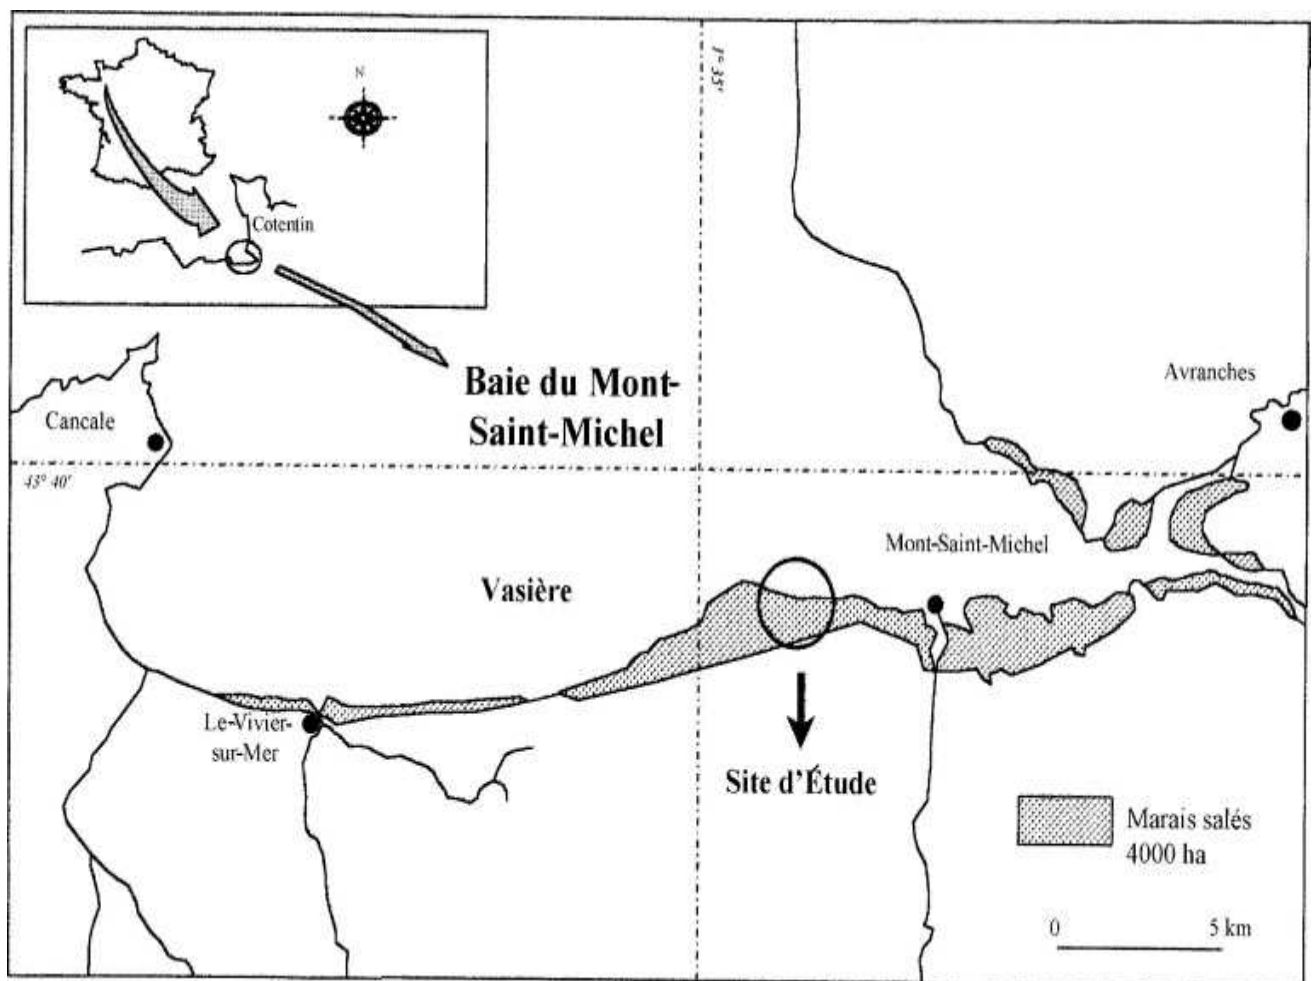 N
1° 35'
Cotentin
Baie du Mont-
Saint-Michel
Avranches
Cancale
43° 40'
Mont-Saint-Michel
Vasière
Le-Vivier-
sur-Mer
Site d'Étude
Marais salés
4000 ha
0 5 km